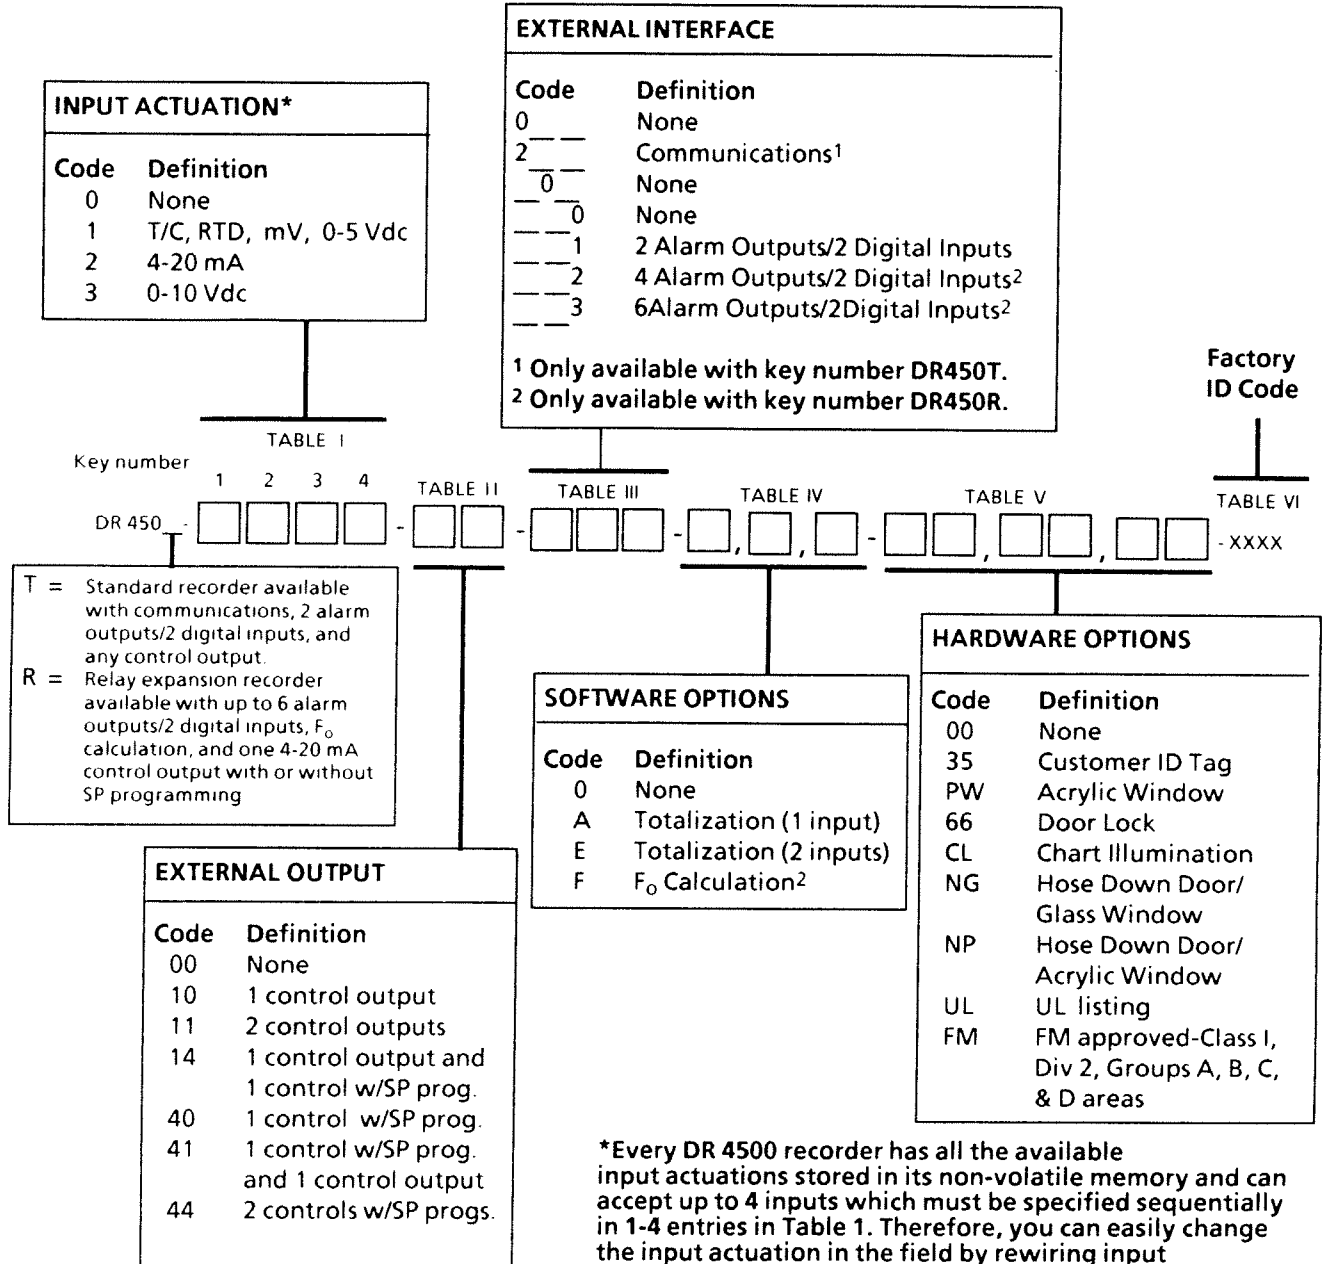 EXTERNAL INTERFACE
Code Definition
0_ _ None
2_ _ Communications1
_0_ None
_ _0 None
_ _1 2 Alarm Outputs/2 Digital Inputs
_ _2 4 Alarm Outputs/2 Digital Inputs2
_ _3 6Alarm Outputs/2Digital Inputs2
1 Only available with key number DR450T.
2 Only available with key number DR450R.
INPUT ACTUATION*
Code Definition
0 None
1 T/C, RTD, mV, 0-5 Vdc
2 4-20 mA
3 0-10 Vdc
Factory
ID Code
Key number
TABLE I
1 2 3 4
TABLE II
TABLE III
TABLE IV
TABLE V
TABLE VI
DR 450_ - - - - , , - , , - XXXX
T = Standard recorder available
with communications, 2 alarm
outputs/2 digital inputs, and
any control output.
R = Relay expansion recorder
available with up to 6 alarm
outputs/2 digital inputs, Fo
calculation, and one 4-20 mA
control output with or without
SP programming
EXTERNAL OUTPUT
Code Definition
00 None
10 1 control output
11 2 control outputs
14 1 control output and
1 control w/SP prog.
40 1 control w/SP prog.
41 1 control w/SP prog.
and 1 control output
44 2 controls w/SP progs.
SOFTWARE OPTIONS
Code Definition
0 None
A Totalization (1 input)
E Totalization (2 inputs)
F Fo Calculation2
HARDWARE OPTIONS
Code Definition
00 None
35 Customer ID Tag
PW Acrylic Window
66 Door Lock
CL Chart Illumination
NG Hose Down Door/
Glass Window
NP Hose Down Door/
Acrylic Window
UL UL listing
FM FM approved-Class I,
Div 2, Groups A, B, C,
& D areas
*Every DR 4500 recorder has all the available
input actuations stored in its non-volatile memory and can
accept up to 4 inputs which must be specified sequentially
in 1-4 entries in Table 1. Therefore, you can easily change
the input actuation in the field by rewiring input